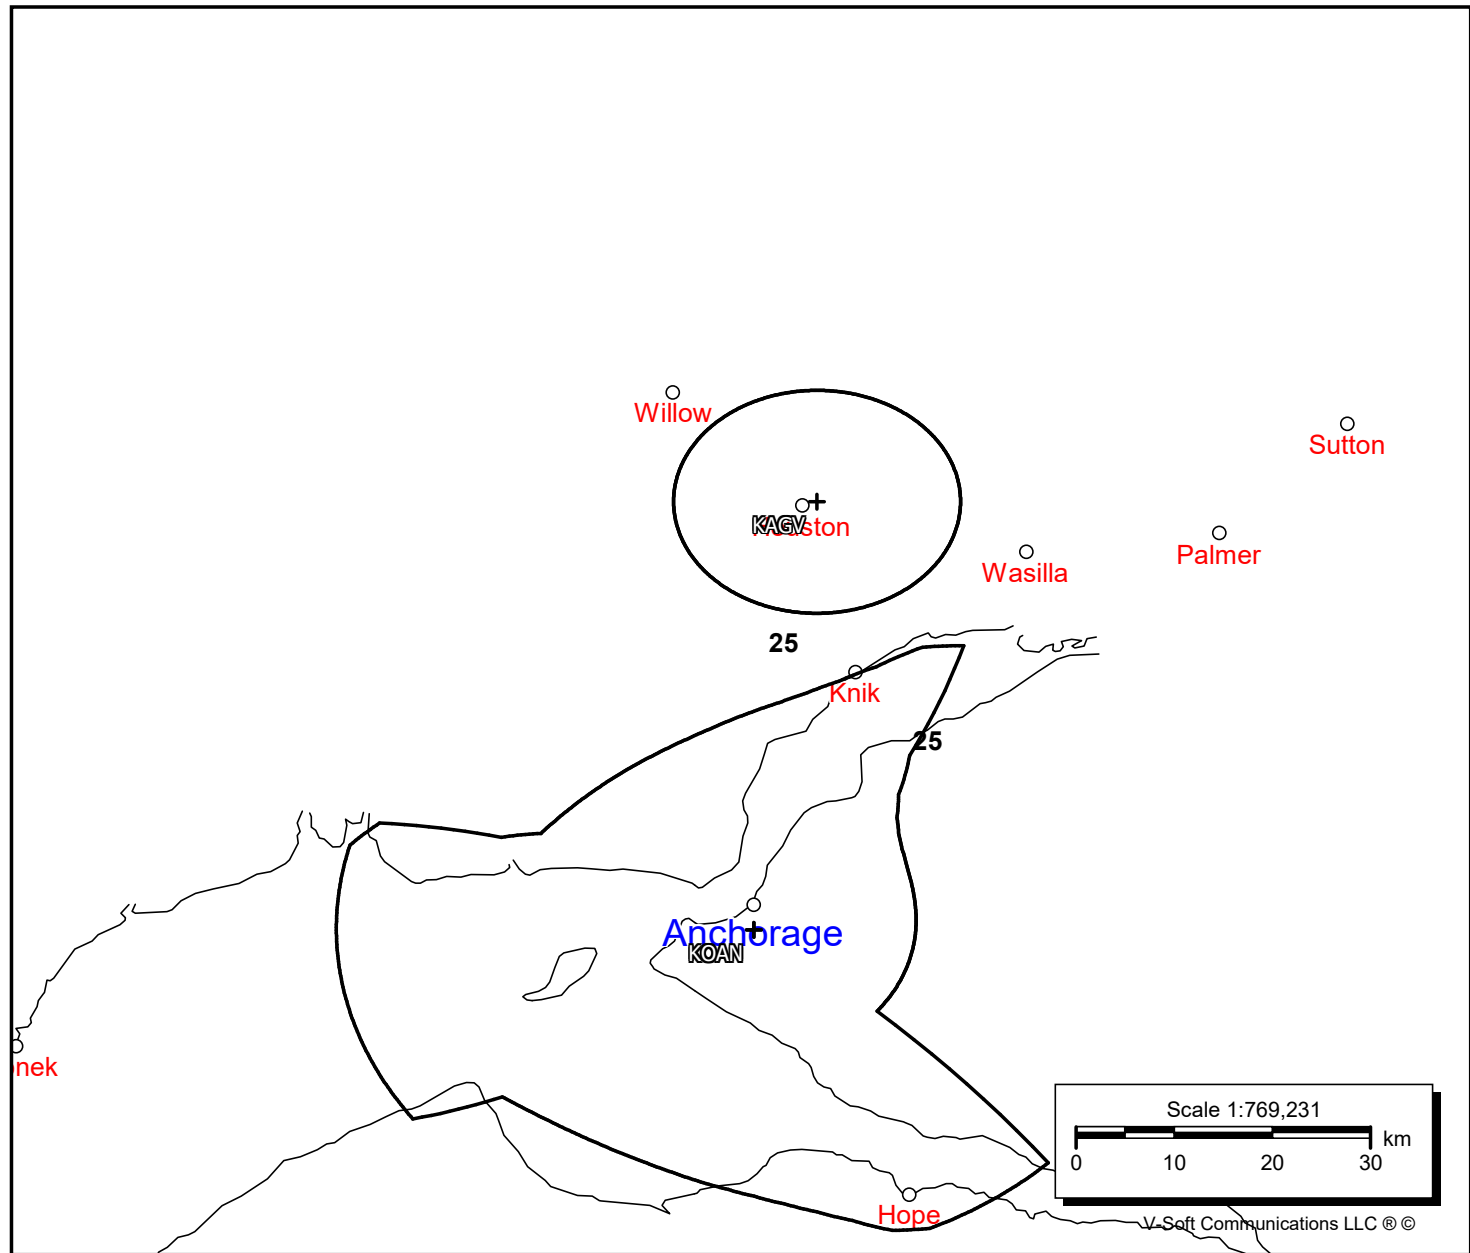 Willow
Sutton
KAGV
Palmer
Wasilla
25
Knik
25
Anchorage
KOAN
nek
Scale 1:769,231
km
0 10 20 30
Hope
V-Soft Communications LLC ® ©